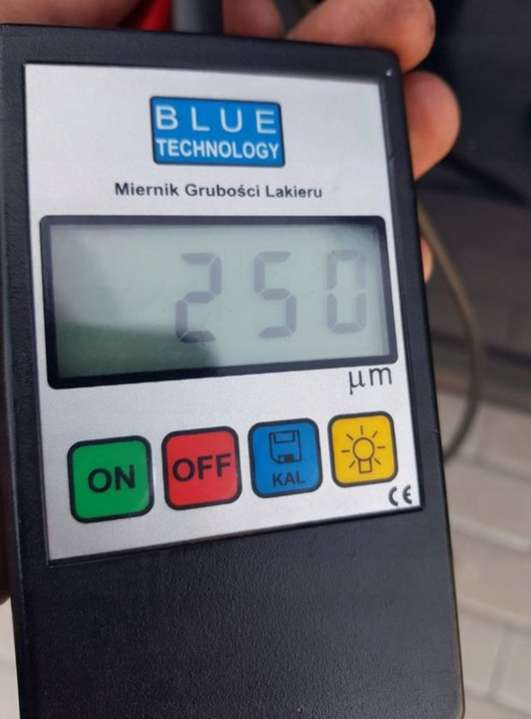 BLUE
TECHNOLOGY
Miernik Grubości Lakieru
250
μm
ON
OFF
KAL
CE